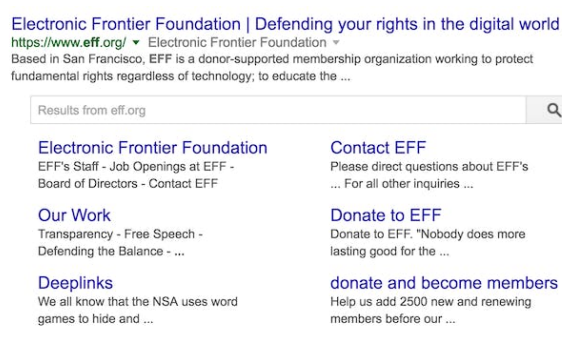 Electronic Frontier Foundation | Defending your rights in the digital world
https://www.eff.org/ ▾ Electronic Frontier Foundation ▾
Based in San Francisco, EFF is a donor-supported membership organization working to protect
fundamental rights regardless of technology; to educate the ...
Results from eff.org
Electronic Frontier Foundation
EFF's Staff - Job Openings at EFF -
Board of Directors - Contact EFF
Contact EFF
Please direct questions about EFF's
... For all other inquiries ...
Our Work
Transparency - Free Speech -
Defending the Balance - ...
Donate to EFF
Donate to EFF. "Nobody does more
lasting good for the ...
Deeplinks
We all know that the NSA uses word
games to hide and ...
donate and become members
Help us add 2500 new and renewing
members before our ...